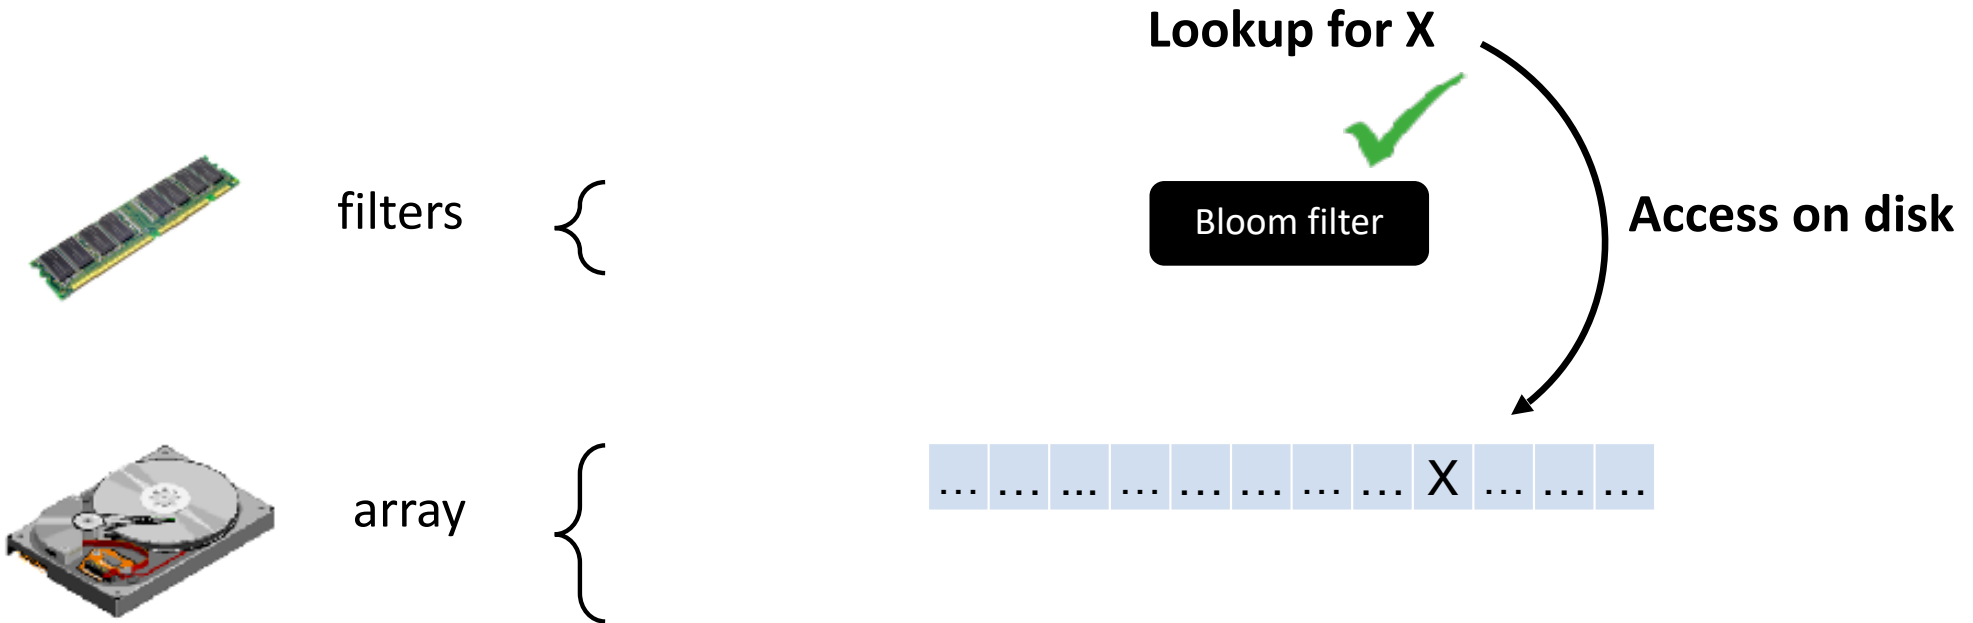 Lookup for X
filters
Bloom filter
Access on disk
array
... ... ... ... ... ... ... ... X ... ... ...